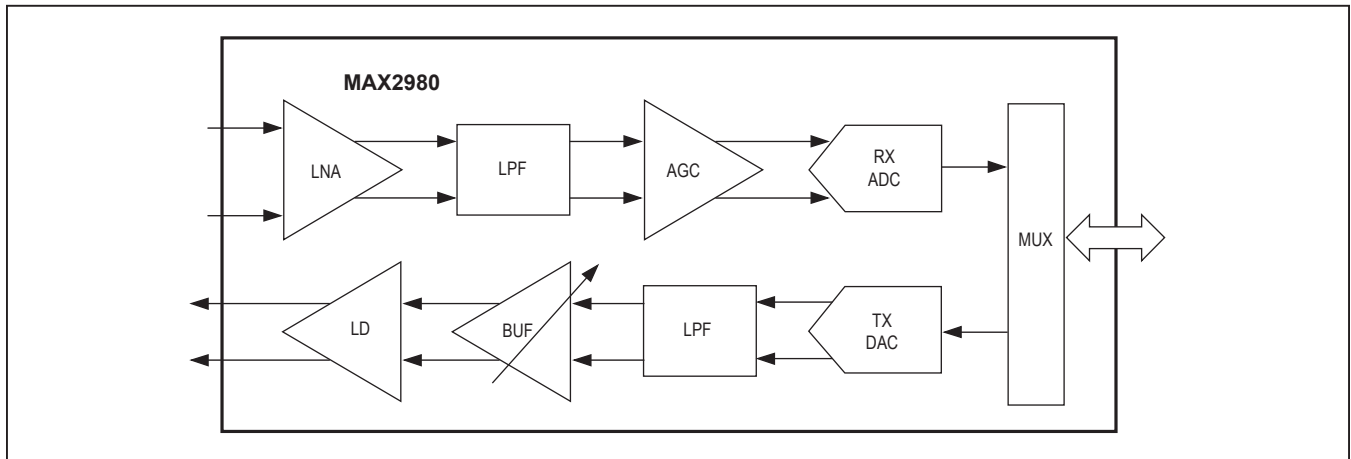 MAX2980
LNA
LPF
AGC
RX
ADC
MUX
LD
BUF
LPF
TX
DAC